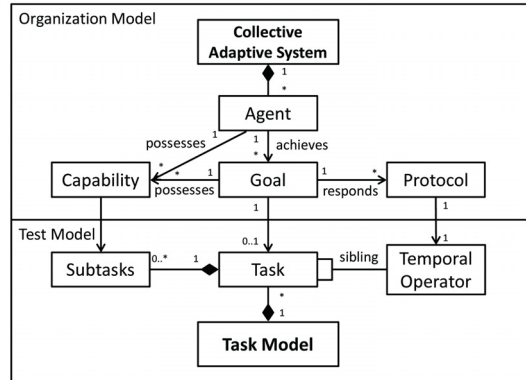 Organization Model
Collective
Adaptive System
1
*
Agent
possesses
1
1
achieves
*
*
*
Capability
1
possesses
Goal
1
responds
*
Protocol
1
1
Test Model
0..1
1
Subtasks
0..*
1
Task
sibling
Temporal
Operator
*
1
Task Model